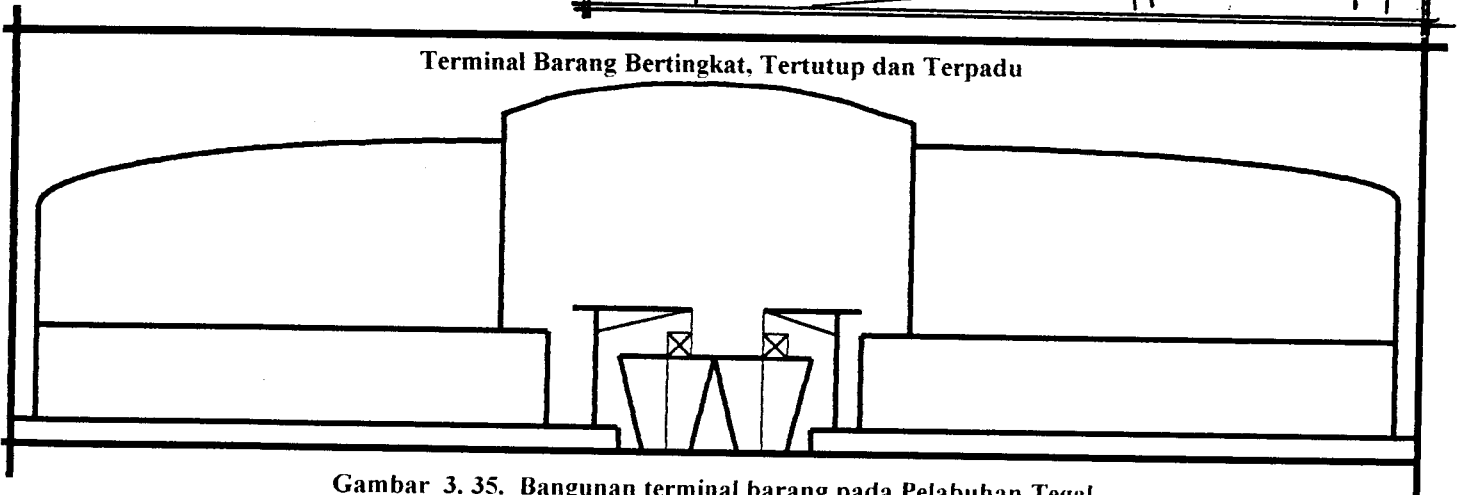 Terminal Barang Bertingkat, Tertutup dan Terpadu
Gambar 3. 35. Bangunan terminal barang pada Pelabuhan Tegal